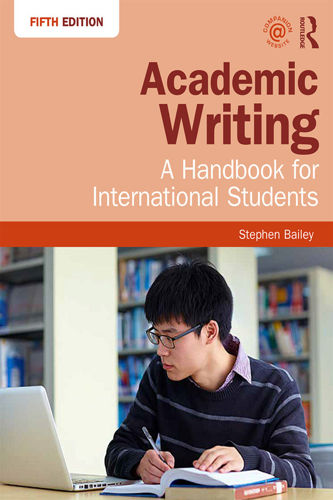 FIFTH EDITION
COMPANION
@
WEBSITE
ROUTLEDGE
Academic
Writing
A Handbook for
International Students
Stephen Bailey